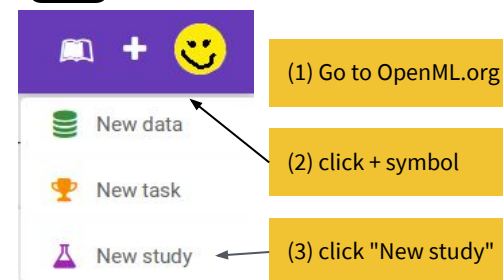 (1) Go to OpenML.org
New data
(2) click + symbol
New task
(3) click "New study"
New study